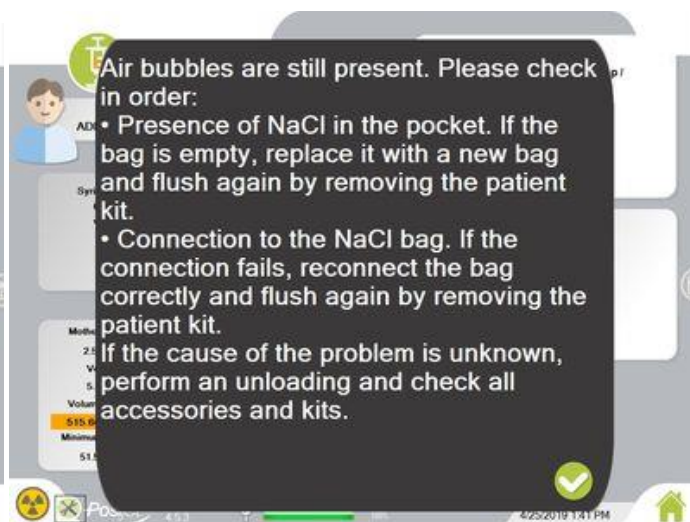 Air bubbles are still present. Please check
in order:
• Presence of NaCl in the pocket. If the
bag is empty, replace it with a new bag
and flush again by removing the patient
kit.
• Connection to the NaCl bag. If the
connection fails, reconnect the bag
correctly and flush again by removing the
patient kit.
If the cause of the problem is unknown,
perform an unloading and check all
accessories and kits.
4/25/2019 1:41 PM